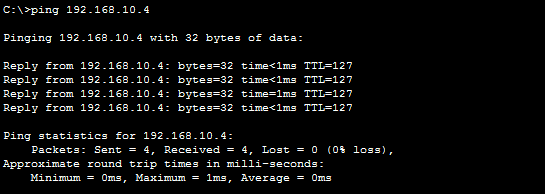 C:\>ping 192.168.10.4
Pinging 192.168.10.4 with 32 bytes of data:
Reply from 192.168.10.4: bytes=32 time<1ms TTL=127
Reply from 192.168.10.4: bytes=32 time<1ms TTL=127
Reply from 192.168.10.4: bytes=32 time<1ms TTL=127
Reply from 192.168.10.4: bytes=32 time<1ms TTL=127
Ping statistics for 192.168.10.4:
    Packets: Sent = 4, Received = 4, Lost = 0 (0% loss),
Approximate round trip times in milli-seconds:
    Minimum = 0ms, Maximum = 1ms, Average = 0ms